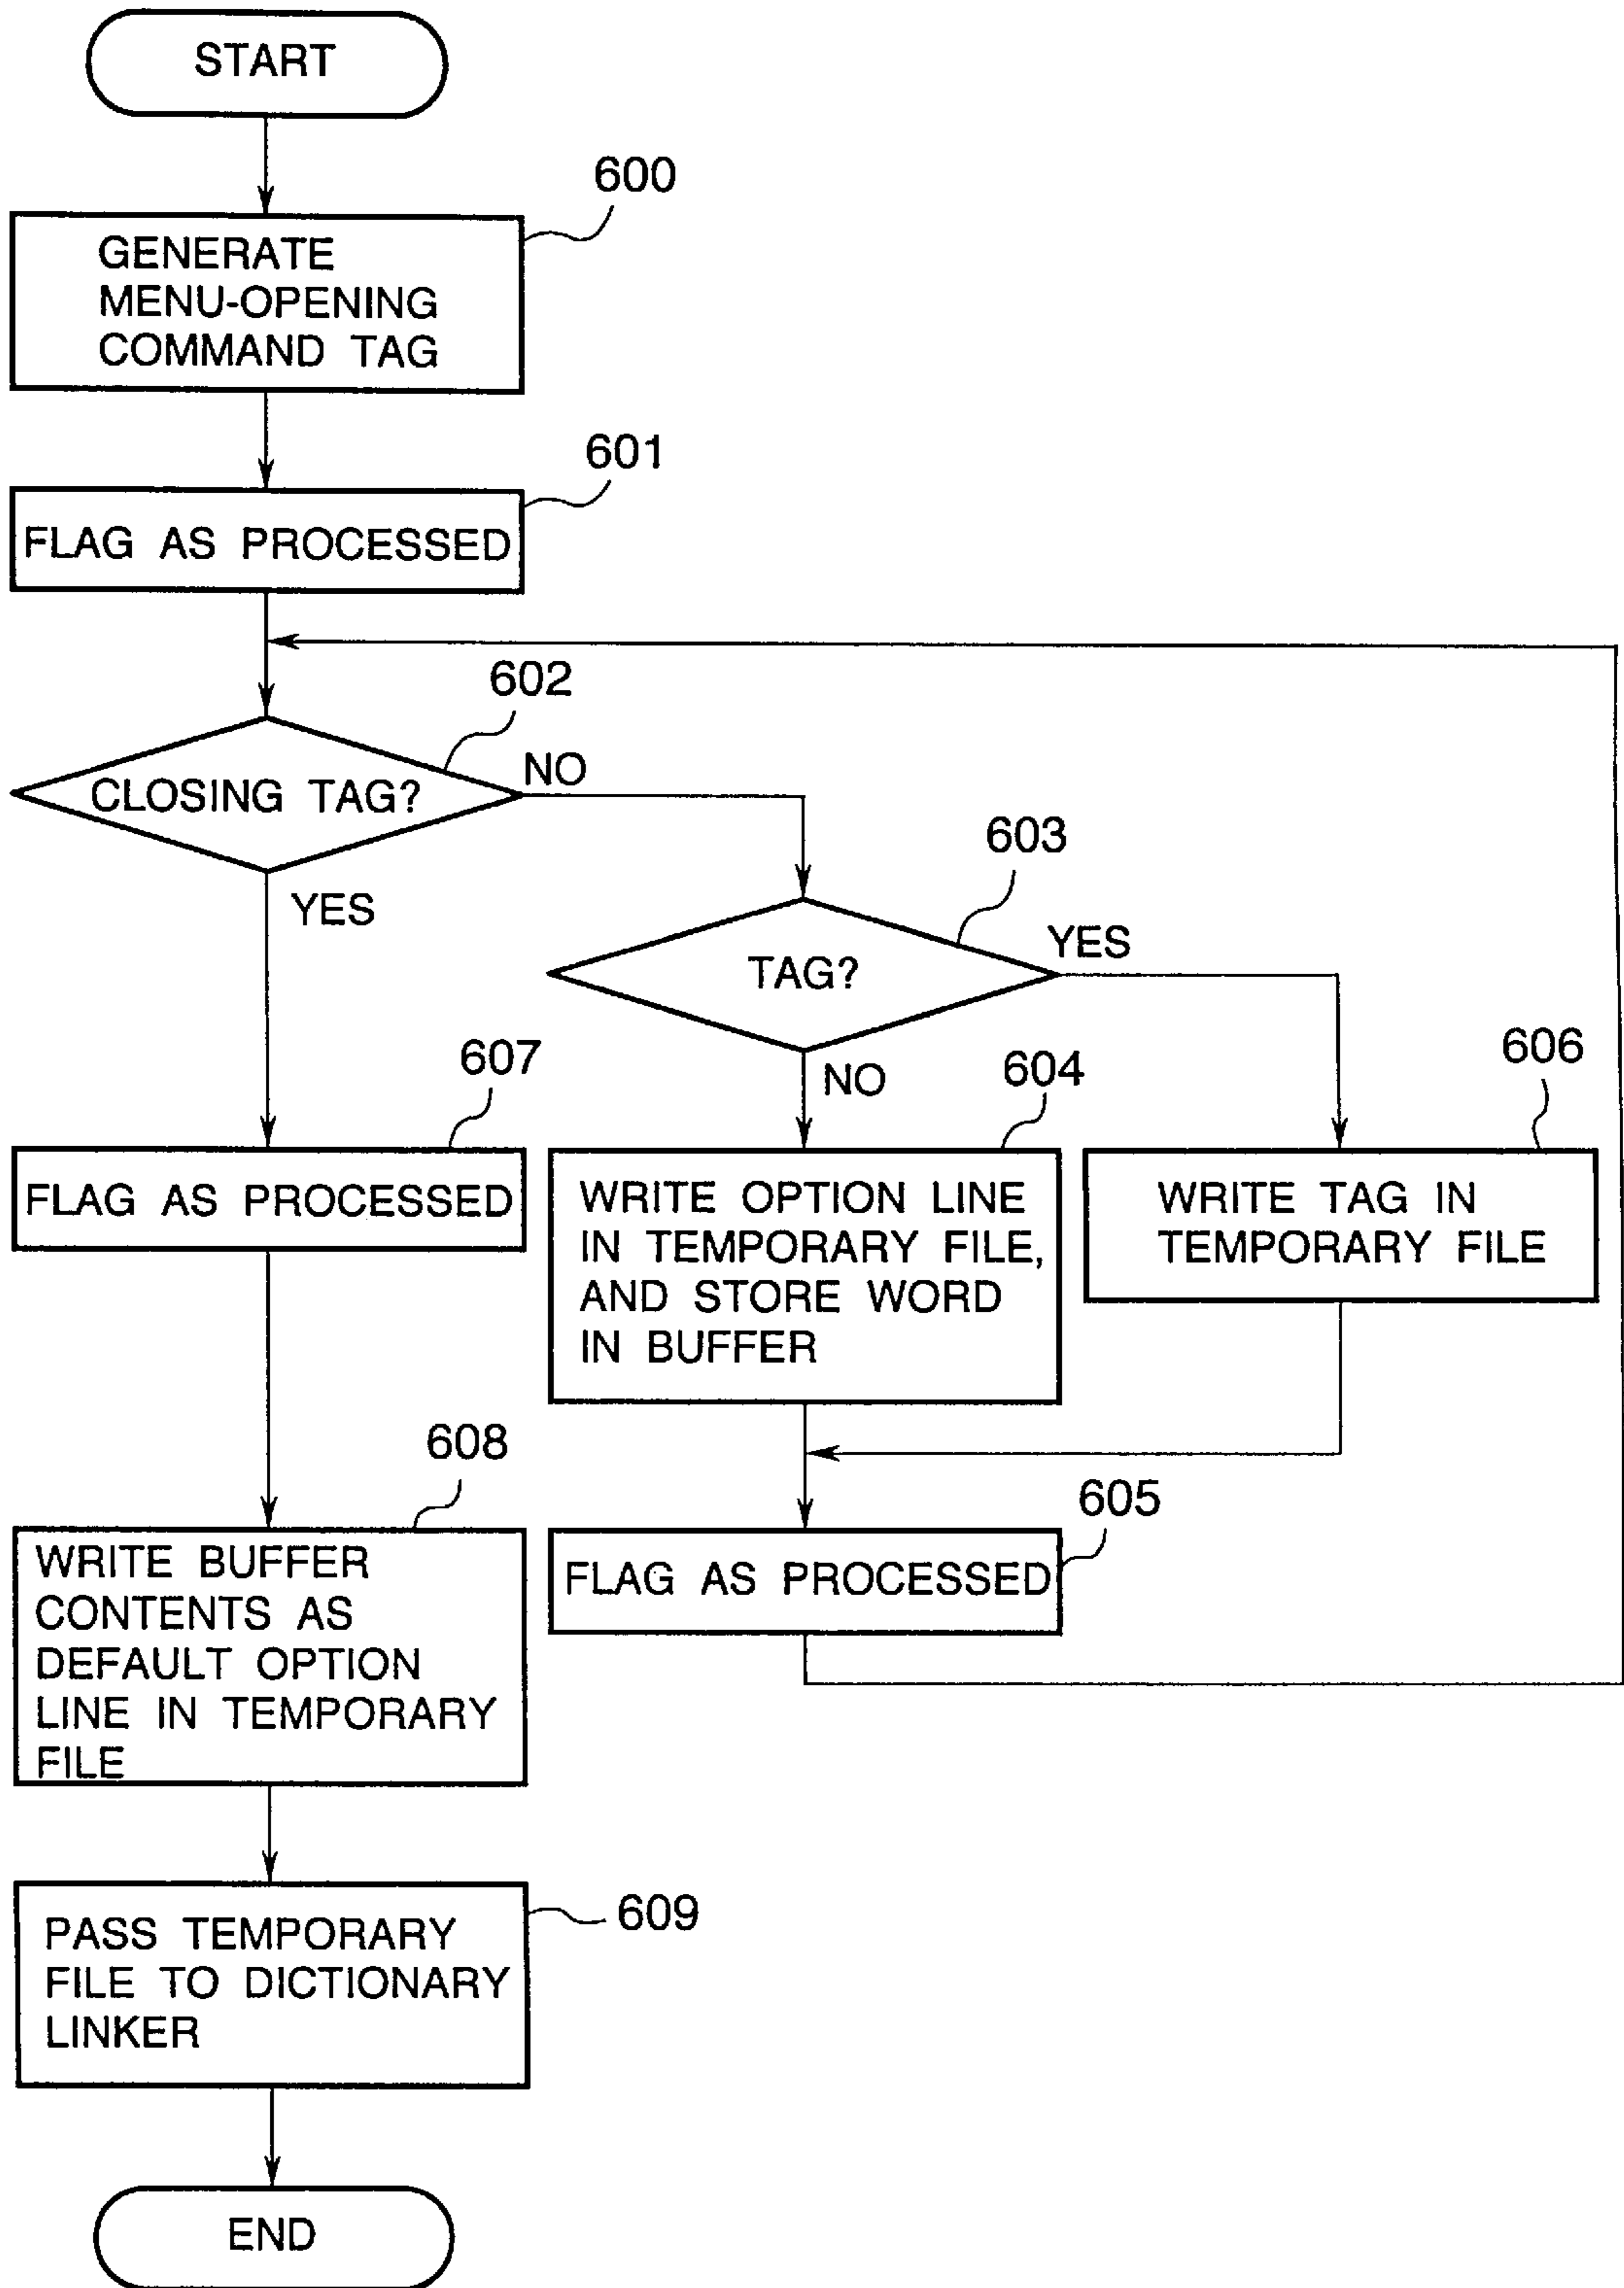 START
600
GENERATE
MENU-OPENING
COMMAND TAG
601
FLAG AS PROCESSED
602
CLOSING TAG?
NO
YES
603
TAG?
YES
NO
607
FLAG AS PROCESSED
604
WRITE OPTION LINE
IN TEMPORARY FILE,
AND STORE WORD
IN BUFFER
606
WRITE TAG IN
TEMPORARY FILE
608
WRITE BUFFER
CONTENTS AS
DEFAULT OPTION
LINE IN TEMPORARY
FILE
605
FLAG AS PROCESSED
609
PASS TEMPORARY
FILE TO DICTIONARY
LINKER
END